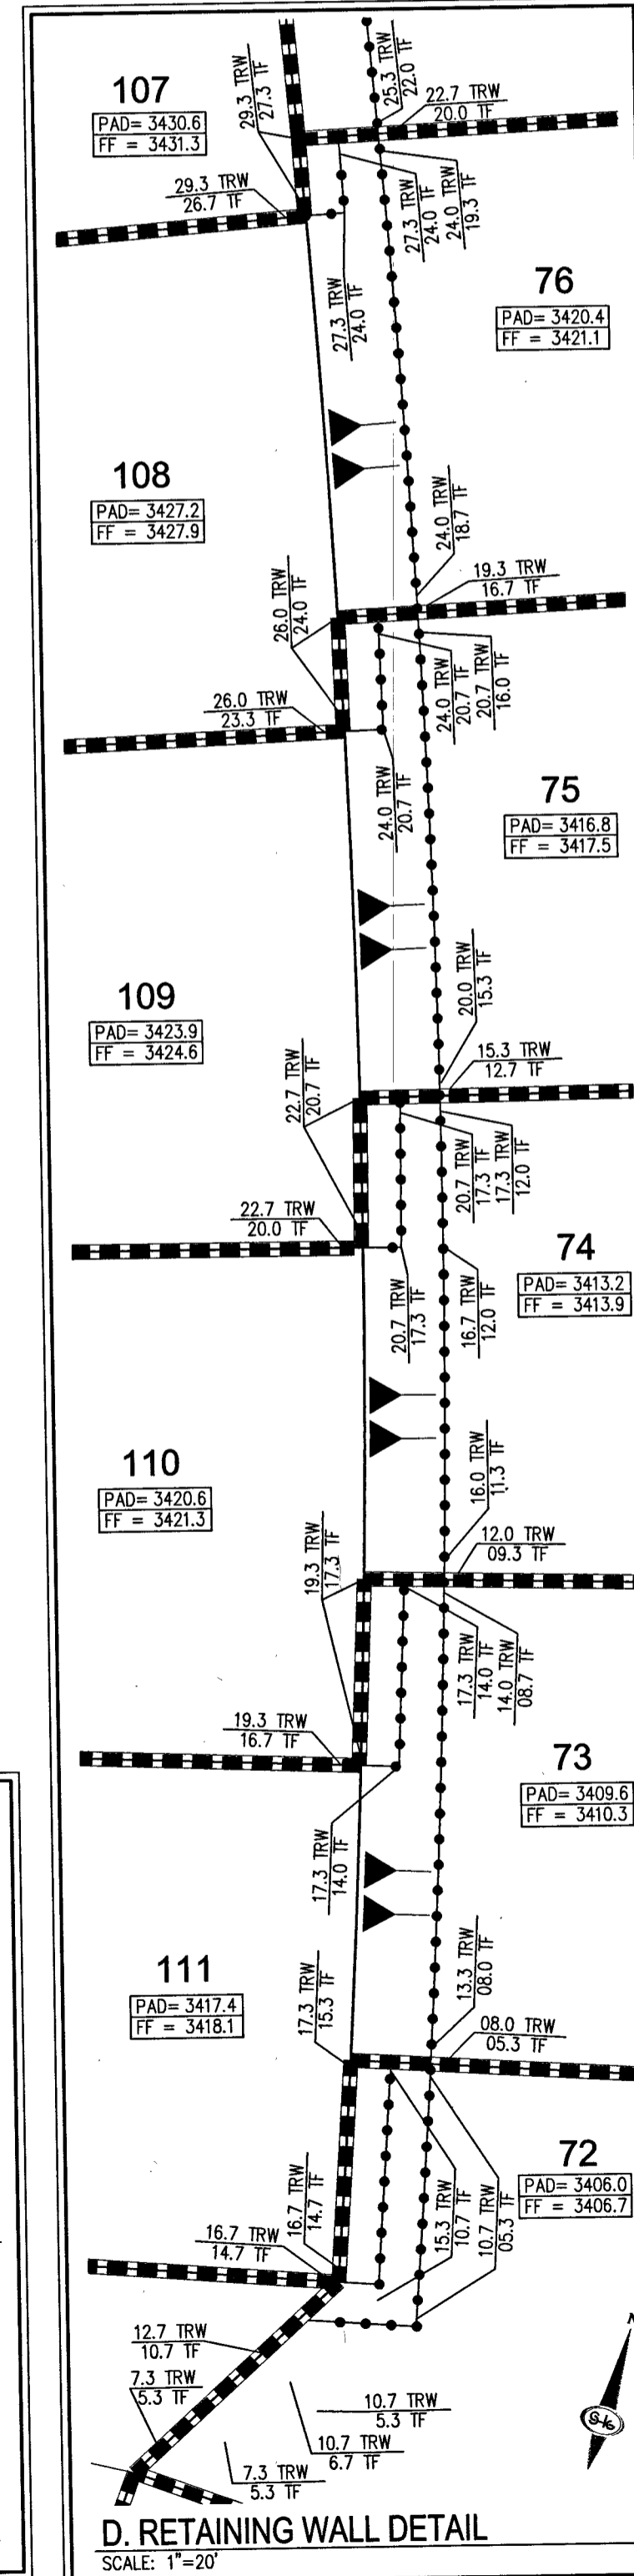 107
PAD= 3430.6
FF = 3431.3
29.3 TRW
27.3 TF
25.3 TRW
22.0 TF
22.7 TRW
20.0 TF
29.3 TRW
26.7 TF
27.3 TRW
24.0 TF
24.0 TRW
19.3 TF
27.3 TRW
24.0 TF
76
PAD= 3420.4
FF = 3421.1
108
PAD= 3427.2
FF = 3427.9
24.0 TRW
18.7 TF
19.3 TRW
16.7 TF
26.0 TRW
24.0 TF
26.0 TRW
23.3 TF
24.0 TRW
20.7 TF
20.7 TRW
16.0 TF
24.0 TRW
20.7 TF
75
PAD= 3416.8
FF = 3417.5
109
PAD= 3423.9
FF = 3424.6
20.0 TRW
15.3 TF
15.3 TRW
12.7 TF
22.7 TRW
20.7 TF
22.7 TRW
20.0 TF
20.7 TRW
17.3 TF
17.3 TRW
12.0 TF
20.7 TRW
17.3 TF
16.7 TRW
12.0 TF
74
PAD= 3413.2
FF = 3413.9
110
PAD= 3420.6
FF = 3421.3
16.0 TRW
11.3 TF
12.0 TRW
09.3 TF
19.3 TRW
17.3 TF
19.3 TRW
16.7 TF
17.3 TRW
14.0 TF
14.0 TRW
08.7 TF
17.3 TRW
14.0 TF
73
PAD= 3409.6
FF = 3410.3
111
PAD= 3417.4
FF = 3418.1
13.3 TRW
08.0 TF
08.0 TRW
05.3 TF
17.3 TRW
15.3 TF
16.7 TRW
14.7 TF
16.7 TRW
14.7 TF
15.3 TRW
10.7 TF
10.7 TRW
05.3 TF
72
PAD= 3406.0
FF = 3406.7
12.7 TRW
10.7 TF
7.3 TRW
5.3 TF
10.7 TRW
5.3 TF
10.7 TRW
6.7 TF
7.3 TRW
5.3 TF
D. RETAINING WALL DETAIL
SCALE: 1"=20'